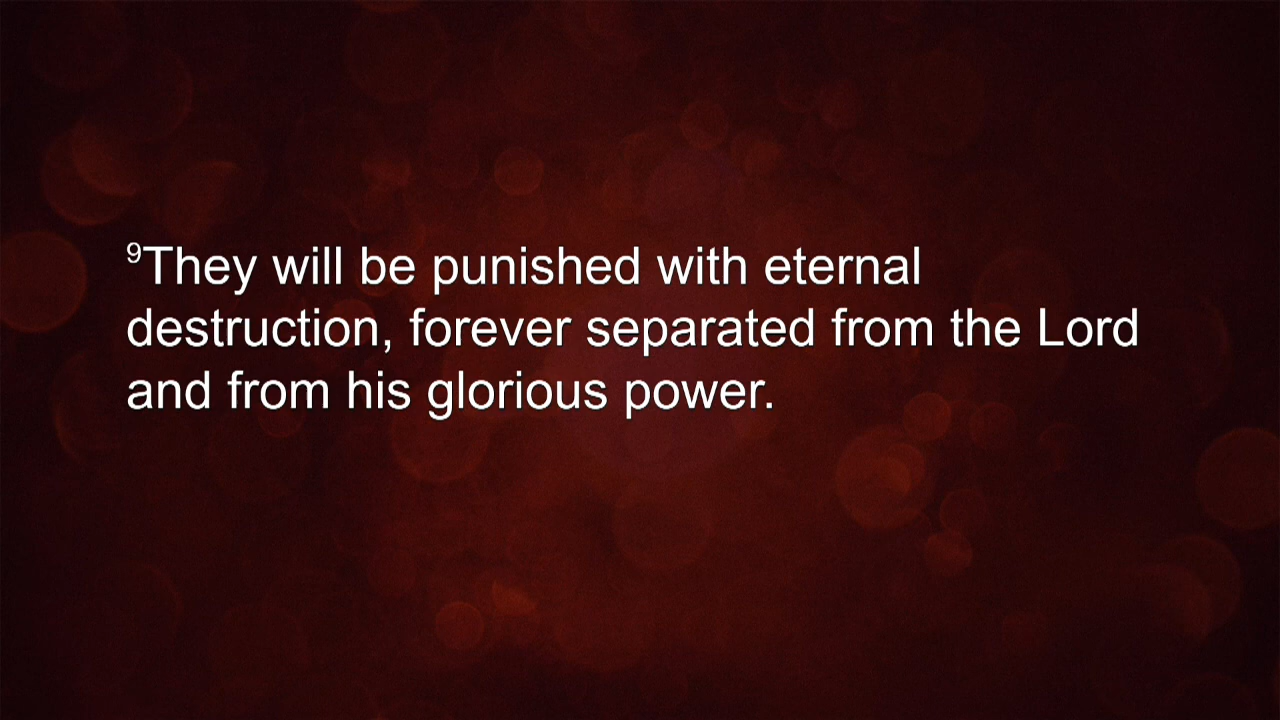 ⁹They will be punished with eternal
destruction, forever separated from the Lord
and from his glorious power.